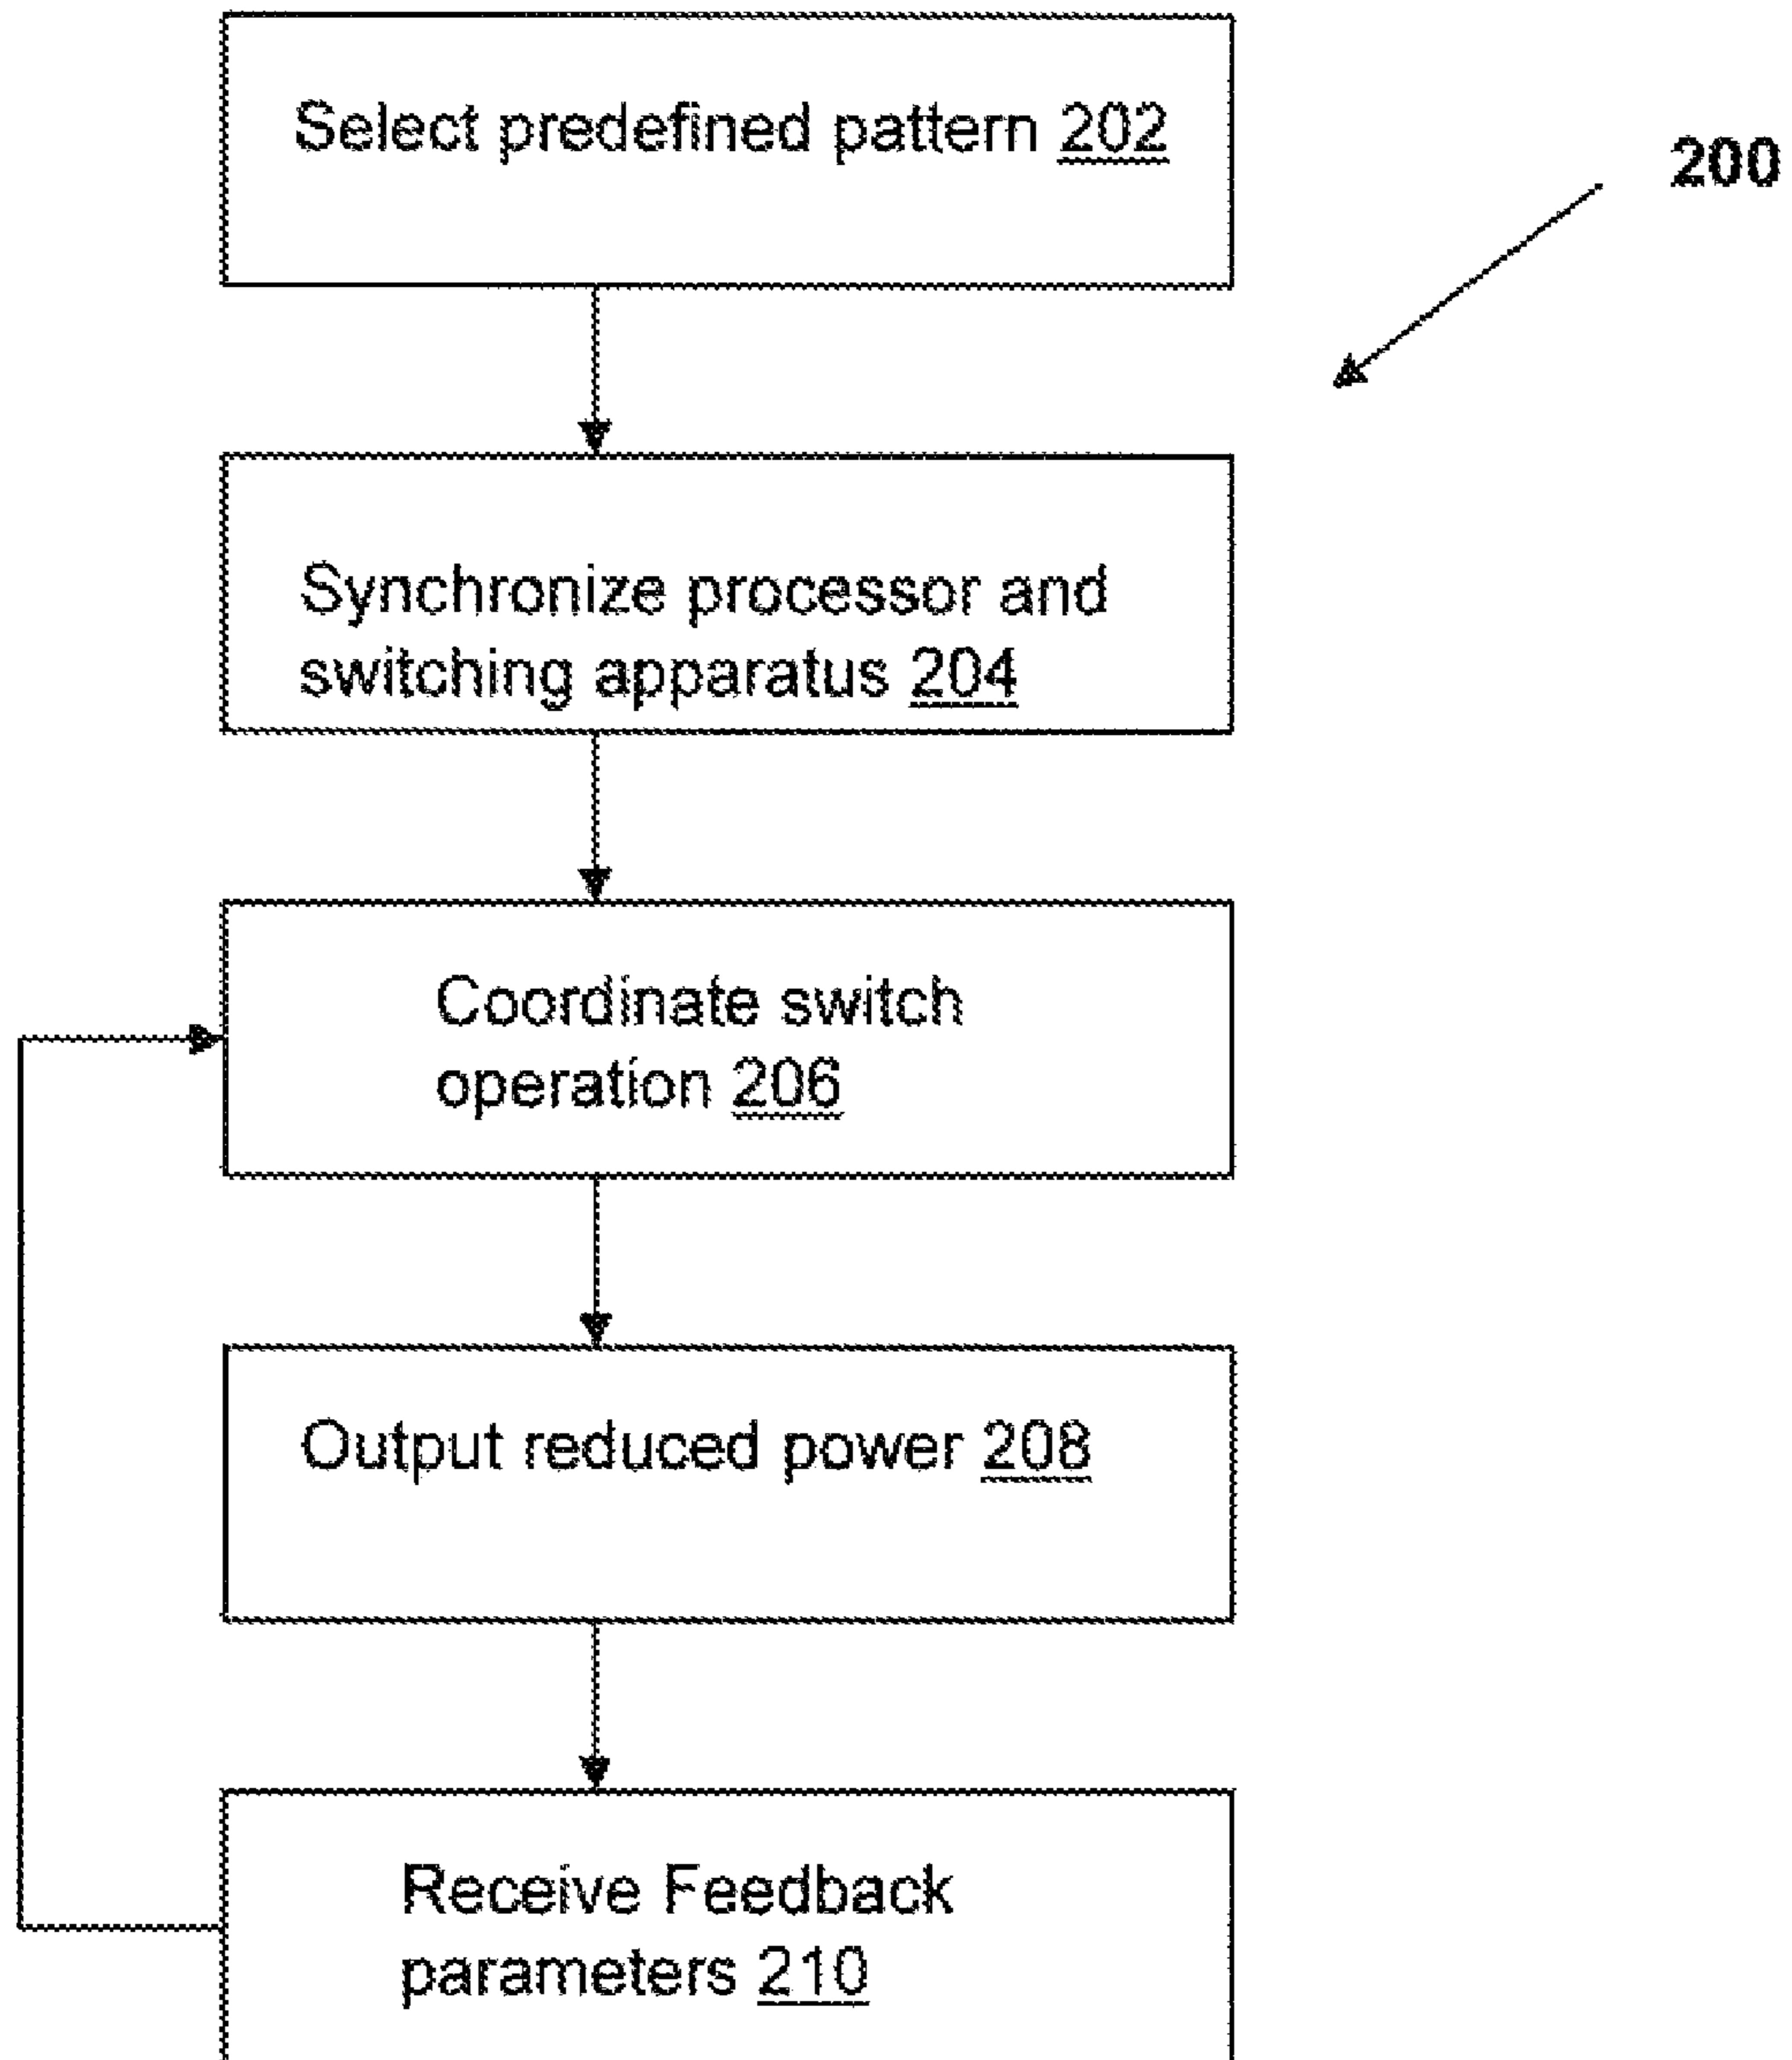 Select predefined pattern 202
200
Synchronize processor and
switching apparatus 204
Coordinate switch
operation 206
Output reduced power 208
Receive Feedback
parameters 210